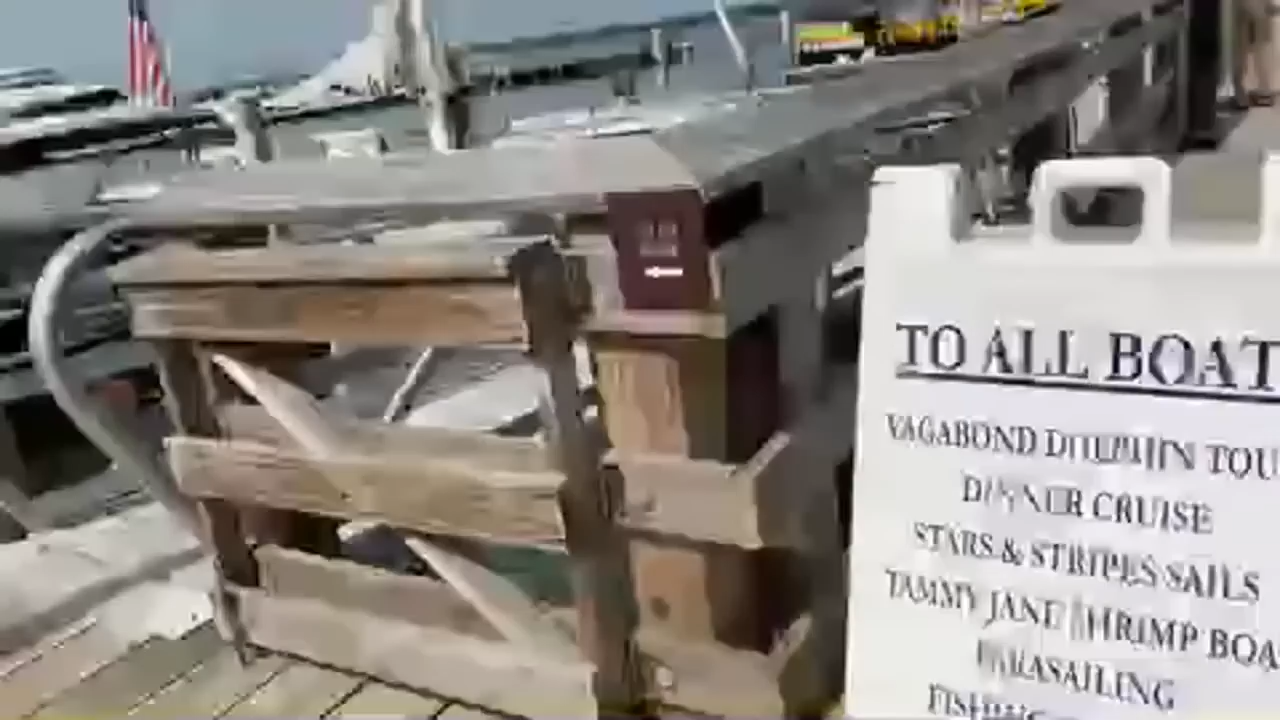 TO ALL BOAT
VAGABOND DOLPHIN TOU
DINNER CRUISE
STARS & STRIPES SAILS
TAMMY JANE SHRIMP BOA
PARASAILING